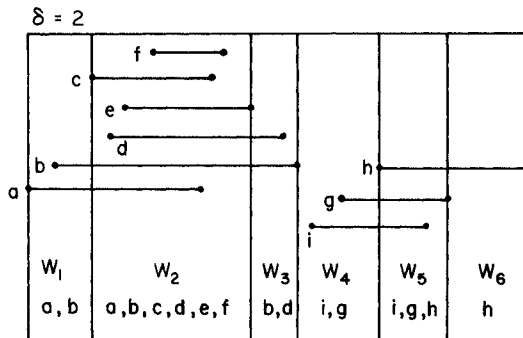 δ = 2
f
c
e
d
b
h
a
g
i
W₁ W₂ W₃ W₄ W₅ W₆
a, b a, b, c, d, e, f b, d i, g i, g, h h